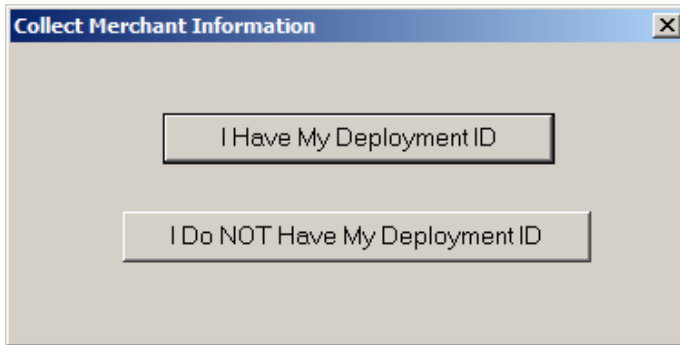 Collect Merchant Information
I Have My Deployment ID
I Do NOT Have My Deployment ID